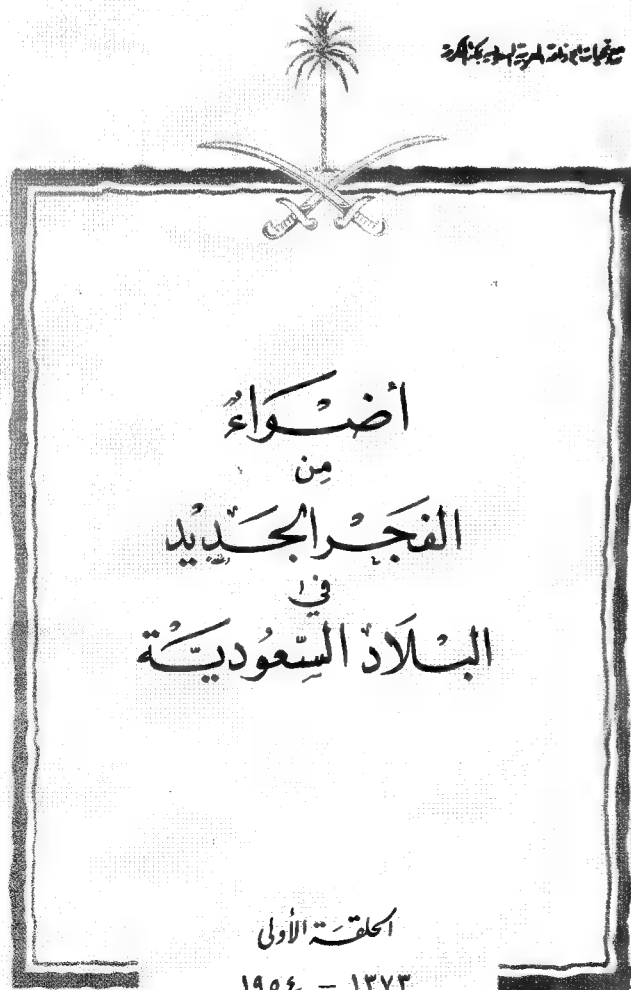 أضواء
من
الفجر الجديد
في
البلاد السعودية
الحلقة الأولى
١٣٧٣ - ١٩٥٤